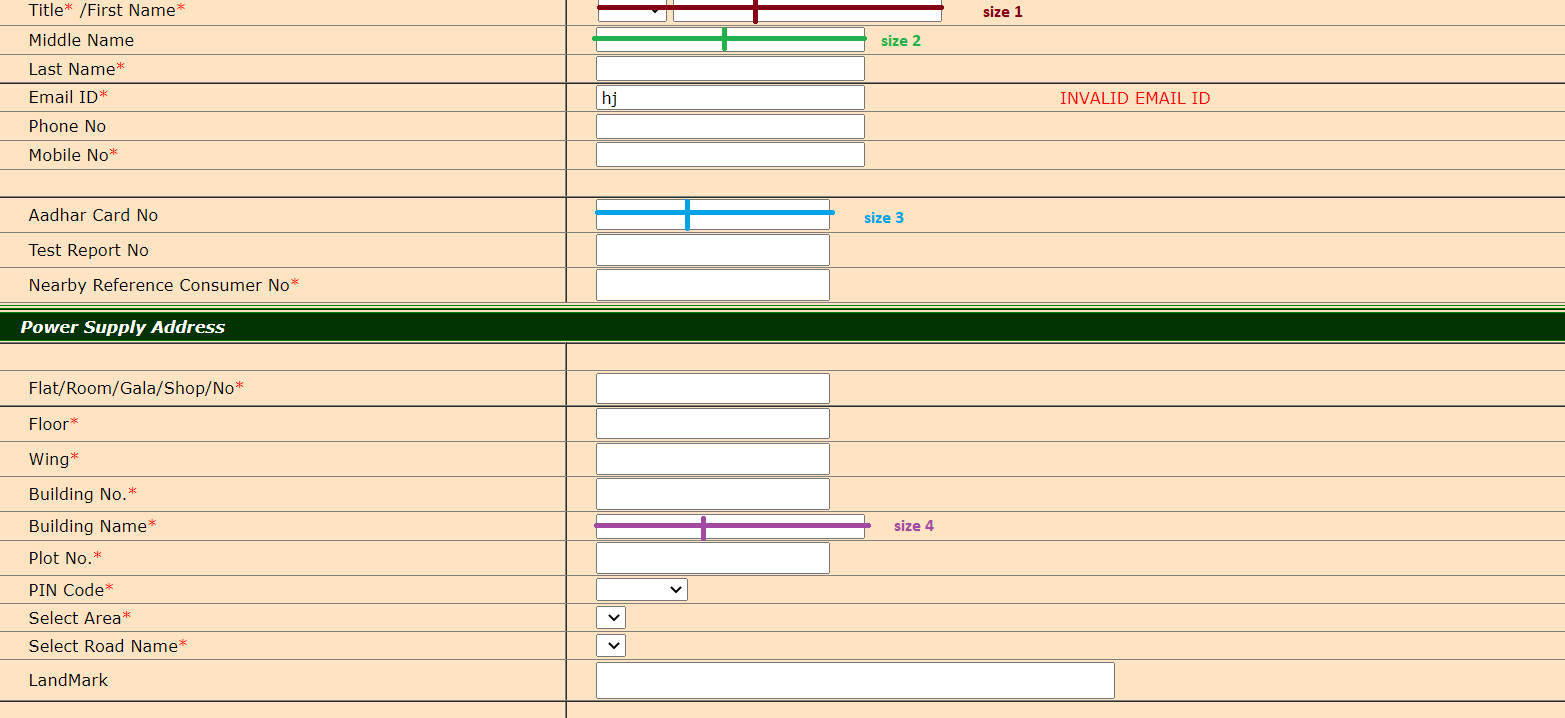 Title* /First Name* size 1
Middle Name size 2
Last Name*
Email ID* hj INVALID EMAIL ID
Phone No
Mobile No*
Aadhar Card No size 3
Test Report No
Nearby Reference Consumer No*
Power Supply Address
Flat/Room/Gala/Shop/No*
Floor*
Wing*
Building No.*
Building Name* size 4
Plot No.*
PIN Code*
Select Area*
Select Road Name*
LandMark